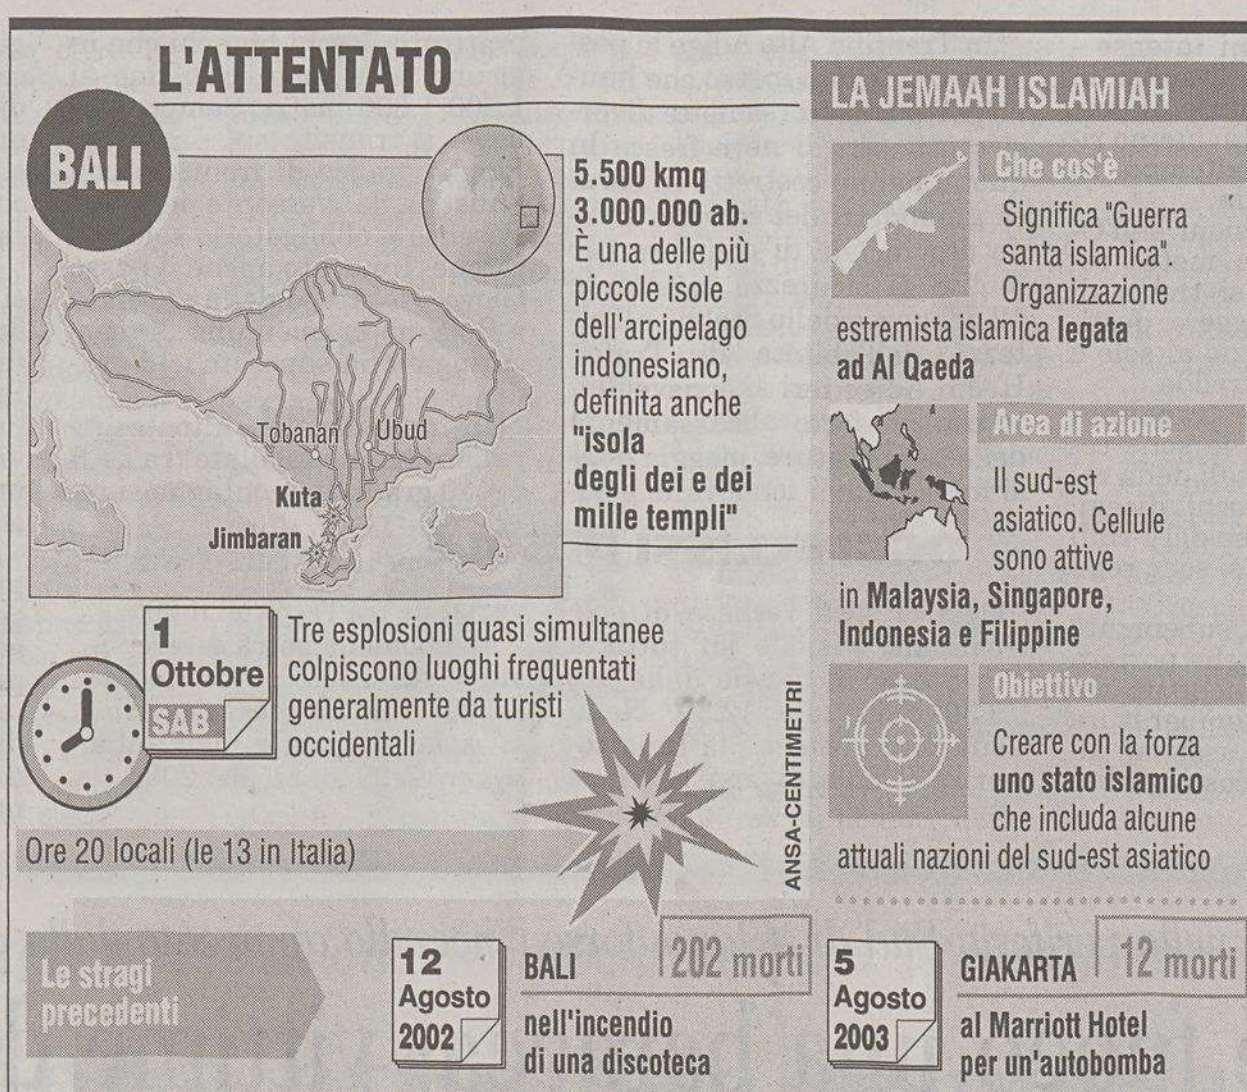 L'ATTENTATO
BALI
5.500 kmq
3.000.000 ab.
È una delle più
piccole isole
dell'arcipelago
indonesiano,
definita anche
"isola
degli dei e dei
mille templi"
Tobanan
Ubud
Kuta
Jimbaran
1
Ottobre
SAB
Tre esplosioni quasi simultanee
colpiscono luoghi frequentati
generalmente da turisti
occidentali
Ore 20 locali (le 13 in Italia)
ANSA-CENTIMETRI
LA JEMAAH ISLAMIAH
Che cos'è
Significa "Guerra
santa islamica".
Organizzazione
estremista islamica legata
ad Al Qaeda
Area di azione
Il sud-est
asiatico. Cellule
sono attive
in Malaysia, Singapore,
Indonesia e Filippine
Obiettivo
Creare con la forza
uno stato islamico
che includa alcune
attuali nazioni del sud-est asiatico
Le stragi
precedenti
12
Agosto
2002
BALI
202 morti
nell'incendio
di una discoteca
5
Agosto
2003
GIAKARTA
12 morti
al Marriott Hotel
per un'autobomba